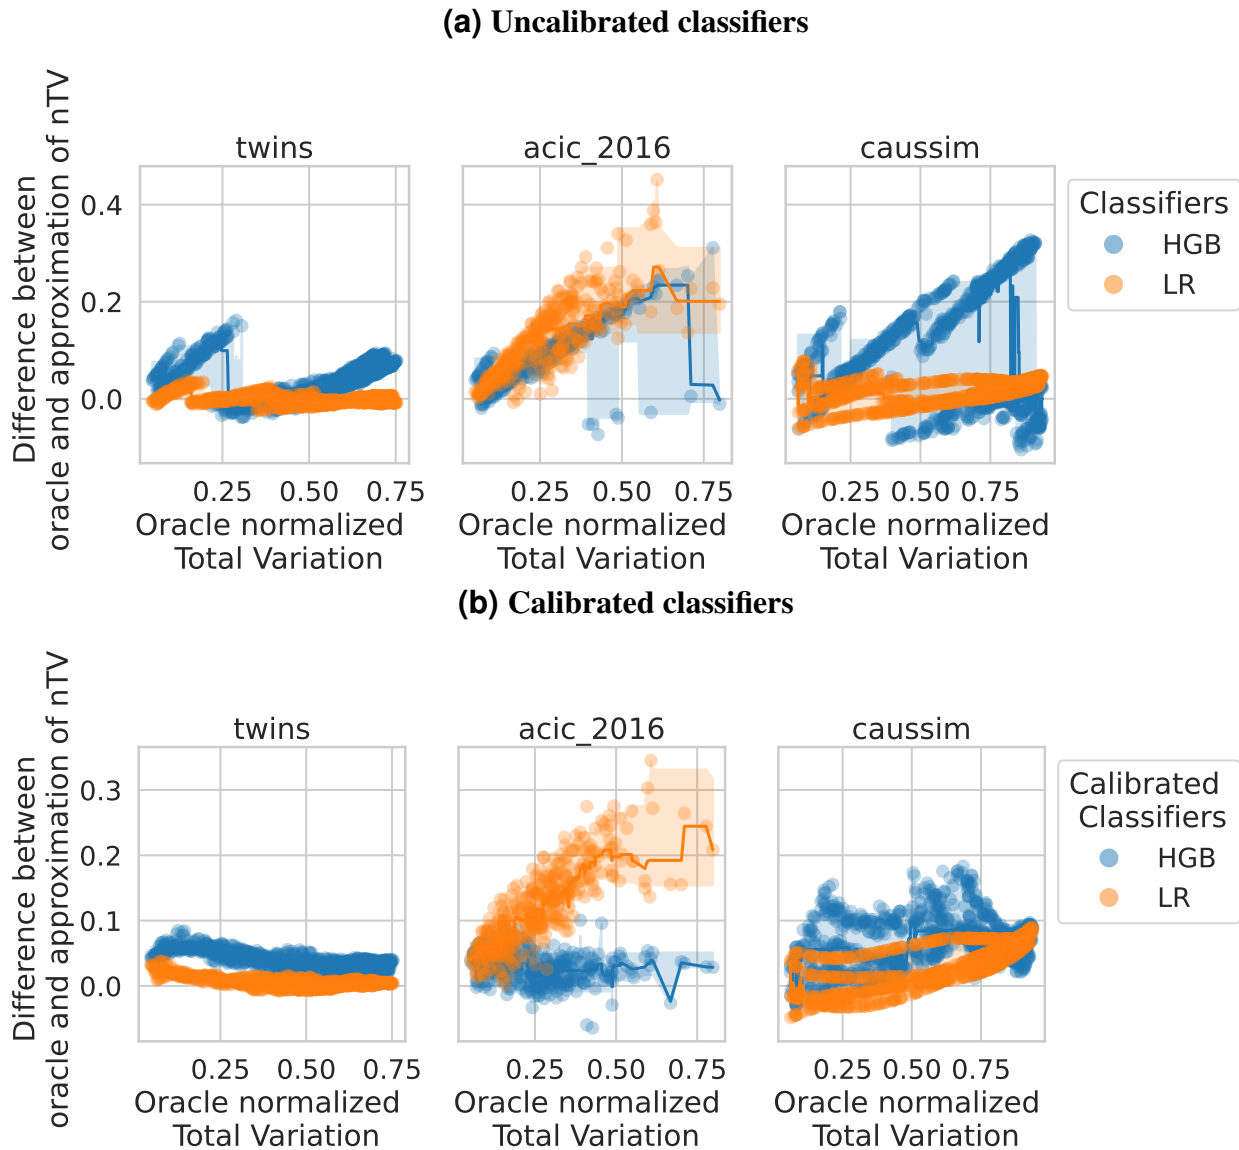 (a) Uncalibrated classifiers
Difference between
oracle and approximation of nTV
twins
acic_2016
caussim
0.4
0.2
0.0
0.25 0.50 0.75
0.25 0.50 0.75
0.25 0.50 0.75
Oracle normalized
Total Variation
Oracle normalized
Total Variation
Oracle normalized
Total Variation
Classifiers
HGB
LR
(b) Calibrated classifiers
Difference between
oracle and approximation of nTV
twins
acic_2016
caussim
0.3
0.2
0.1
0.0
0.25 0.50 0.75
0.25 0.50 0.75
0.25 0.50 0.75
Oracle normalized
Total Variation
Oracle normalized
Total Variation
Oracle normalized
Total Variation
Calibrated
Classifiers
HGB
LR